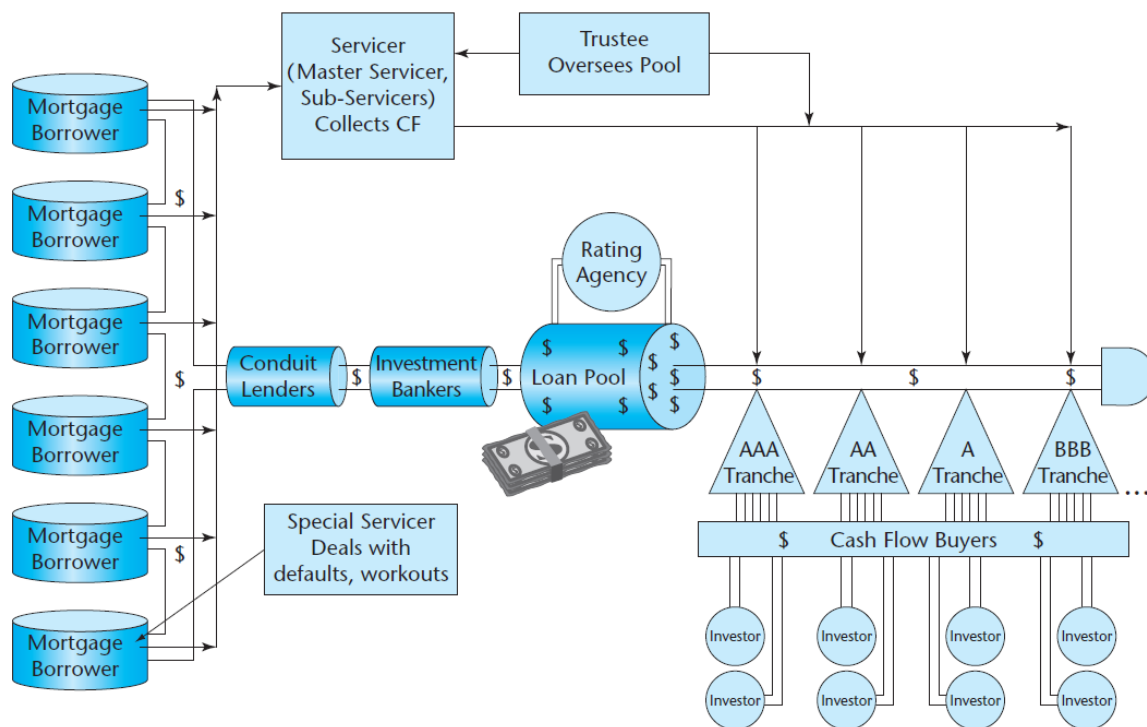 Servicer
(Master Servicer,
Sub-Servicers)
Collects CF
Trustee
Oversees Pool
Mortgage
Borrower
$
Mortgage
Borrower
Rating
Agency
Mortgage
Borrower
$
Conduit
Lenders
$
Investment
Bankers
$
Loan Pool
$ $ $
$ $
$ $
$ $ $
$
$ $ $
Mortgage
Borrower
AAA
Tranche
AA
Tranche
A
Tranche
BBB
Tranche
...
Mortgage
Borrower
$
Special Servicer
Deals with
defaults, workouts
$ Cash Flow Buyers $
Mortgage
Borrower
Investor
Investor
Investor
Investor
Investor
Investor
Investor
Investor